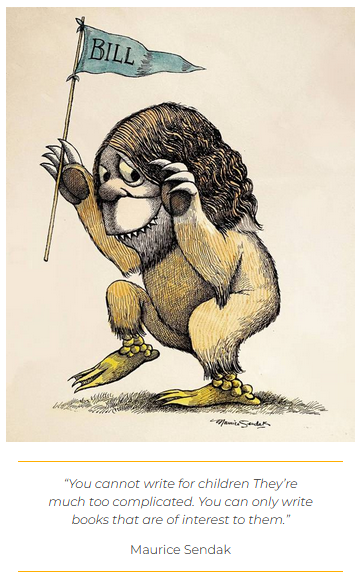 BILL
Maurice Sendak
“You cannot write for children They’re
much too complicated. You can only write
books that are of interest to them.”
Maurice Sendak